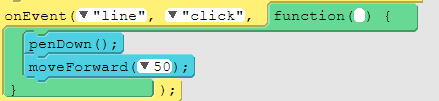 onEvent(▼"line", ▼"click", function( ) {
penDown();
moveForward(▼50);
} );